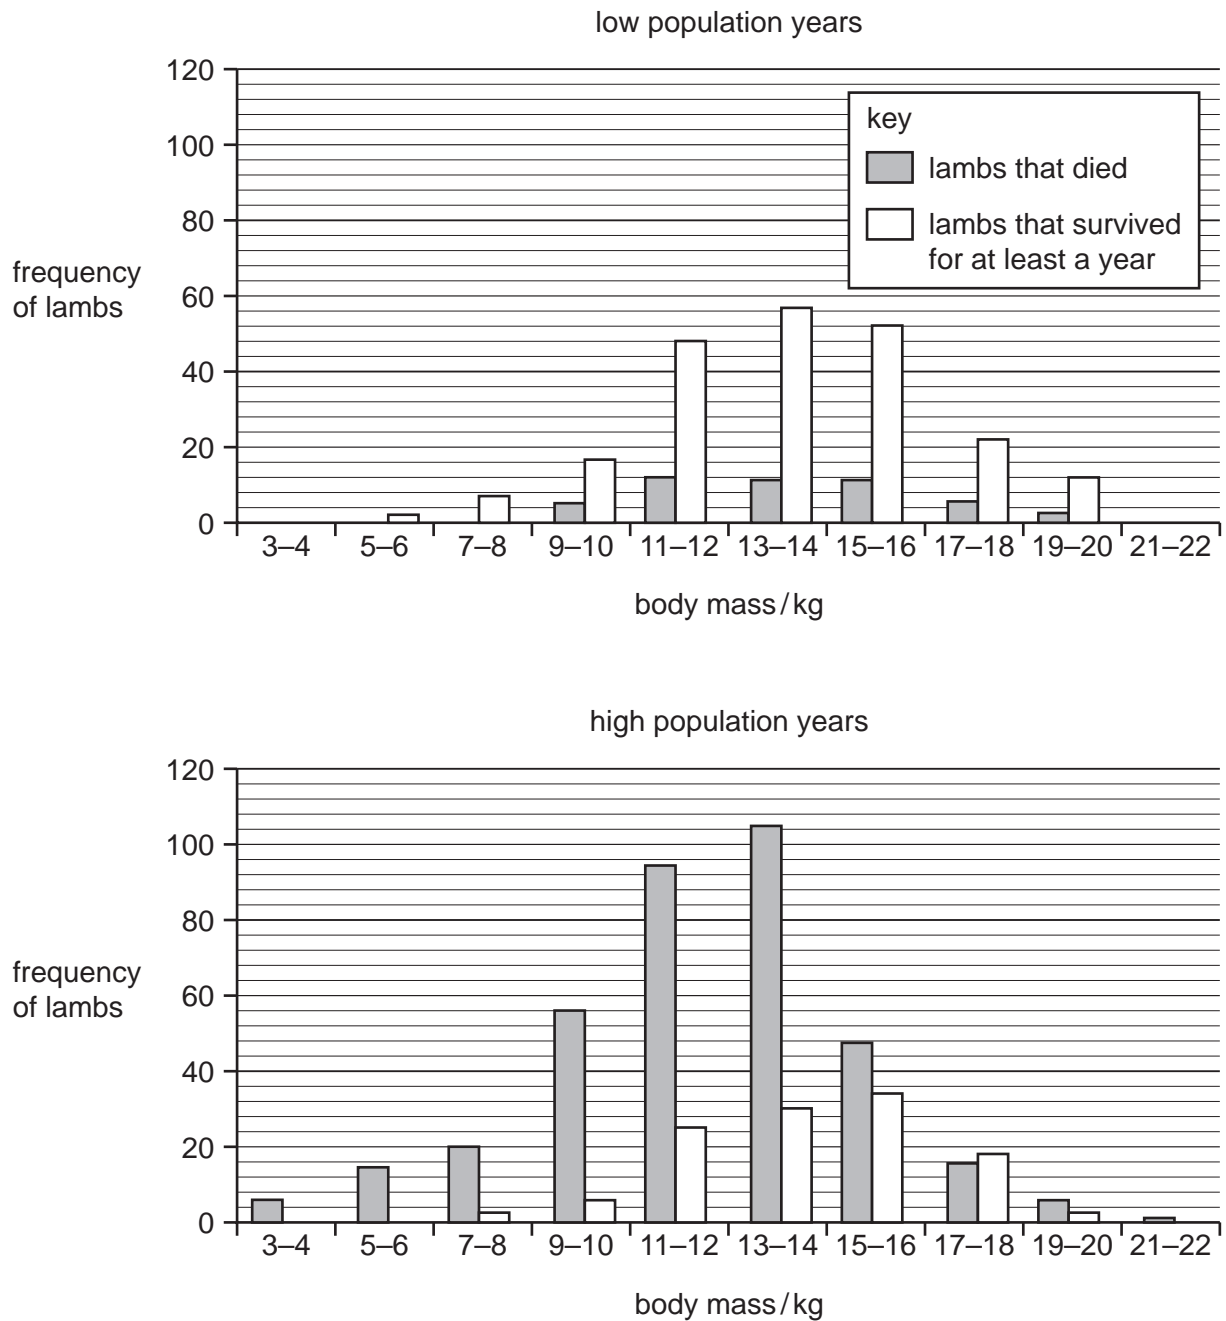 low population years
120
100
80
60
40
20
0
frequency
of lambs
key
lambs that died
lambs that survived
for at least a year
3–4 5–6 7–8 9–10 11–12 13–14 15–16 17–18 19–20 21–22
body mass / kg
high population years
120
100
80
60
40
20
0
frequency
of lambs
3–4 5–6 7–8 9–10 11–12 13–14 15–16 17–18 19–20 21–22
body mass / kg